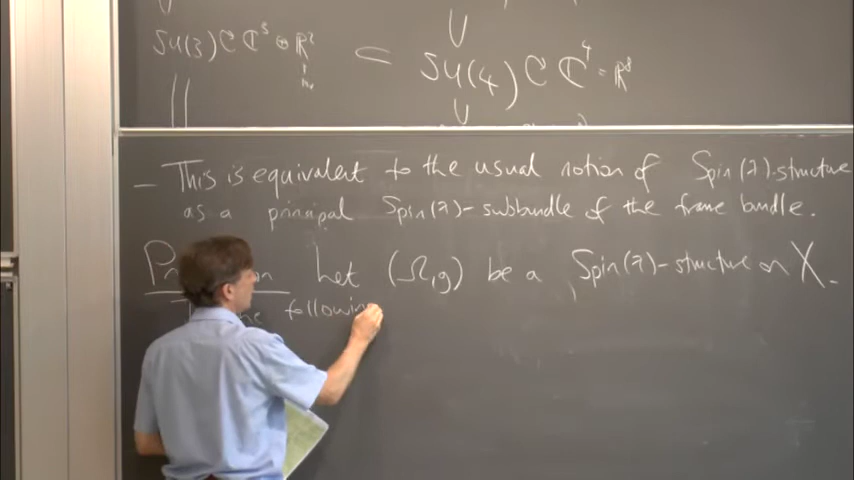 SU(3) C ℂ³ ⊕ ℝ² ⊂ SU(4) C ℂ⁴ = ℝ⁸
– This is equivalent to the usual notion of Spin(7)-structure
as a principal Spin(7)-subbundle of the frame bundle.
Let (Ω,g) be a Spin(7)-structure on X.
following